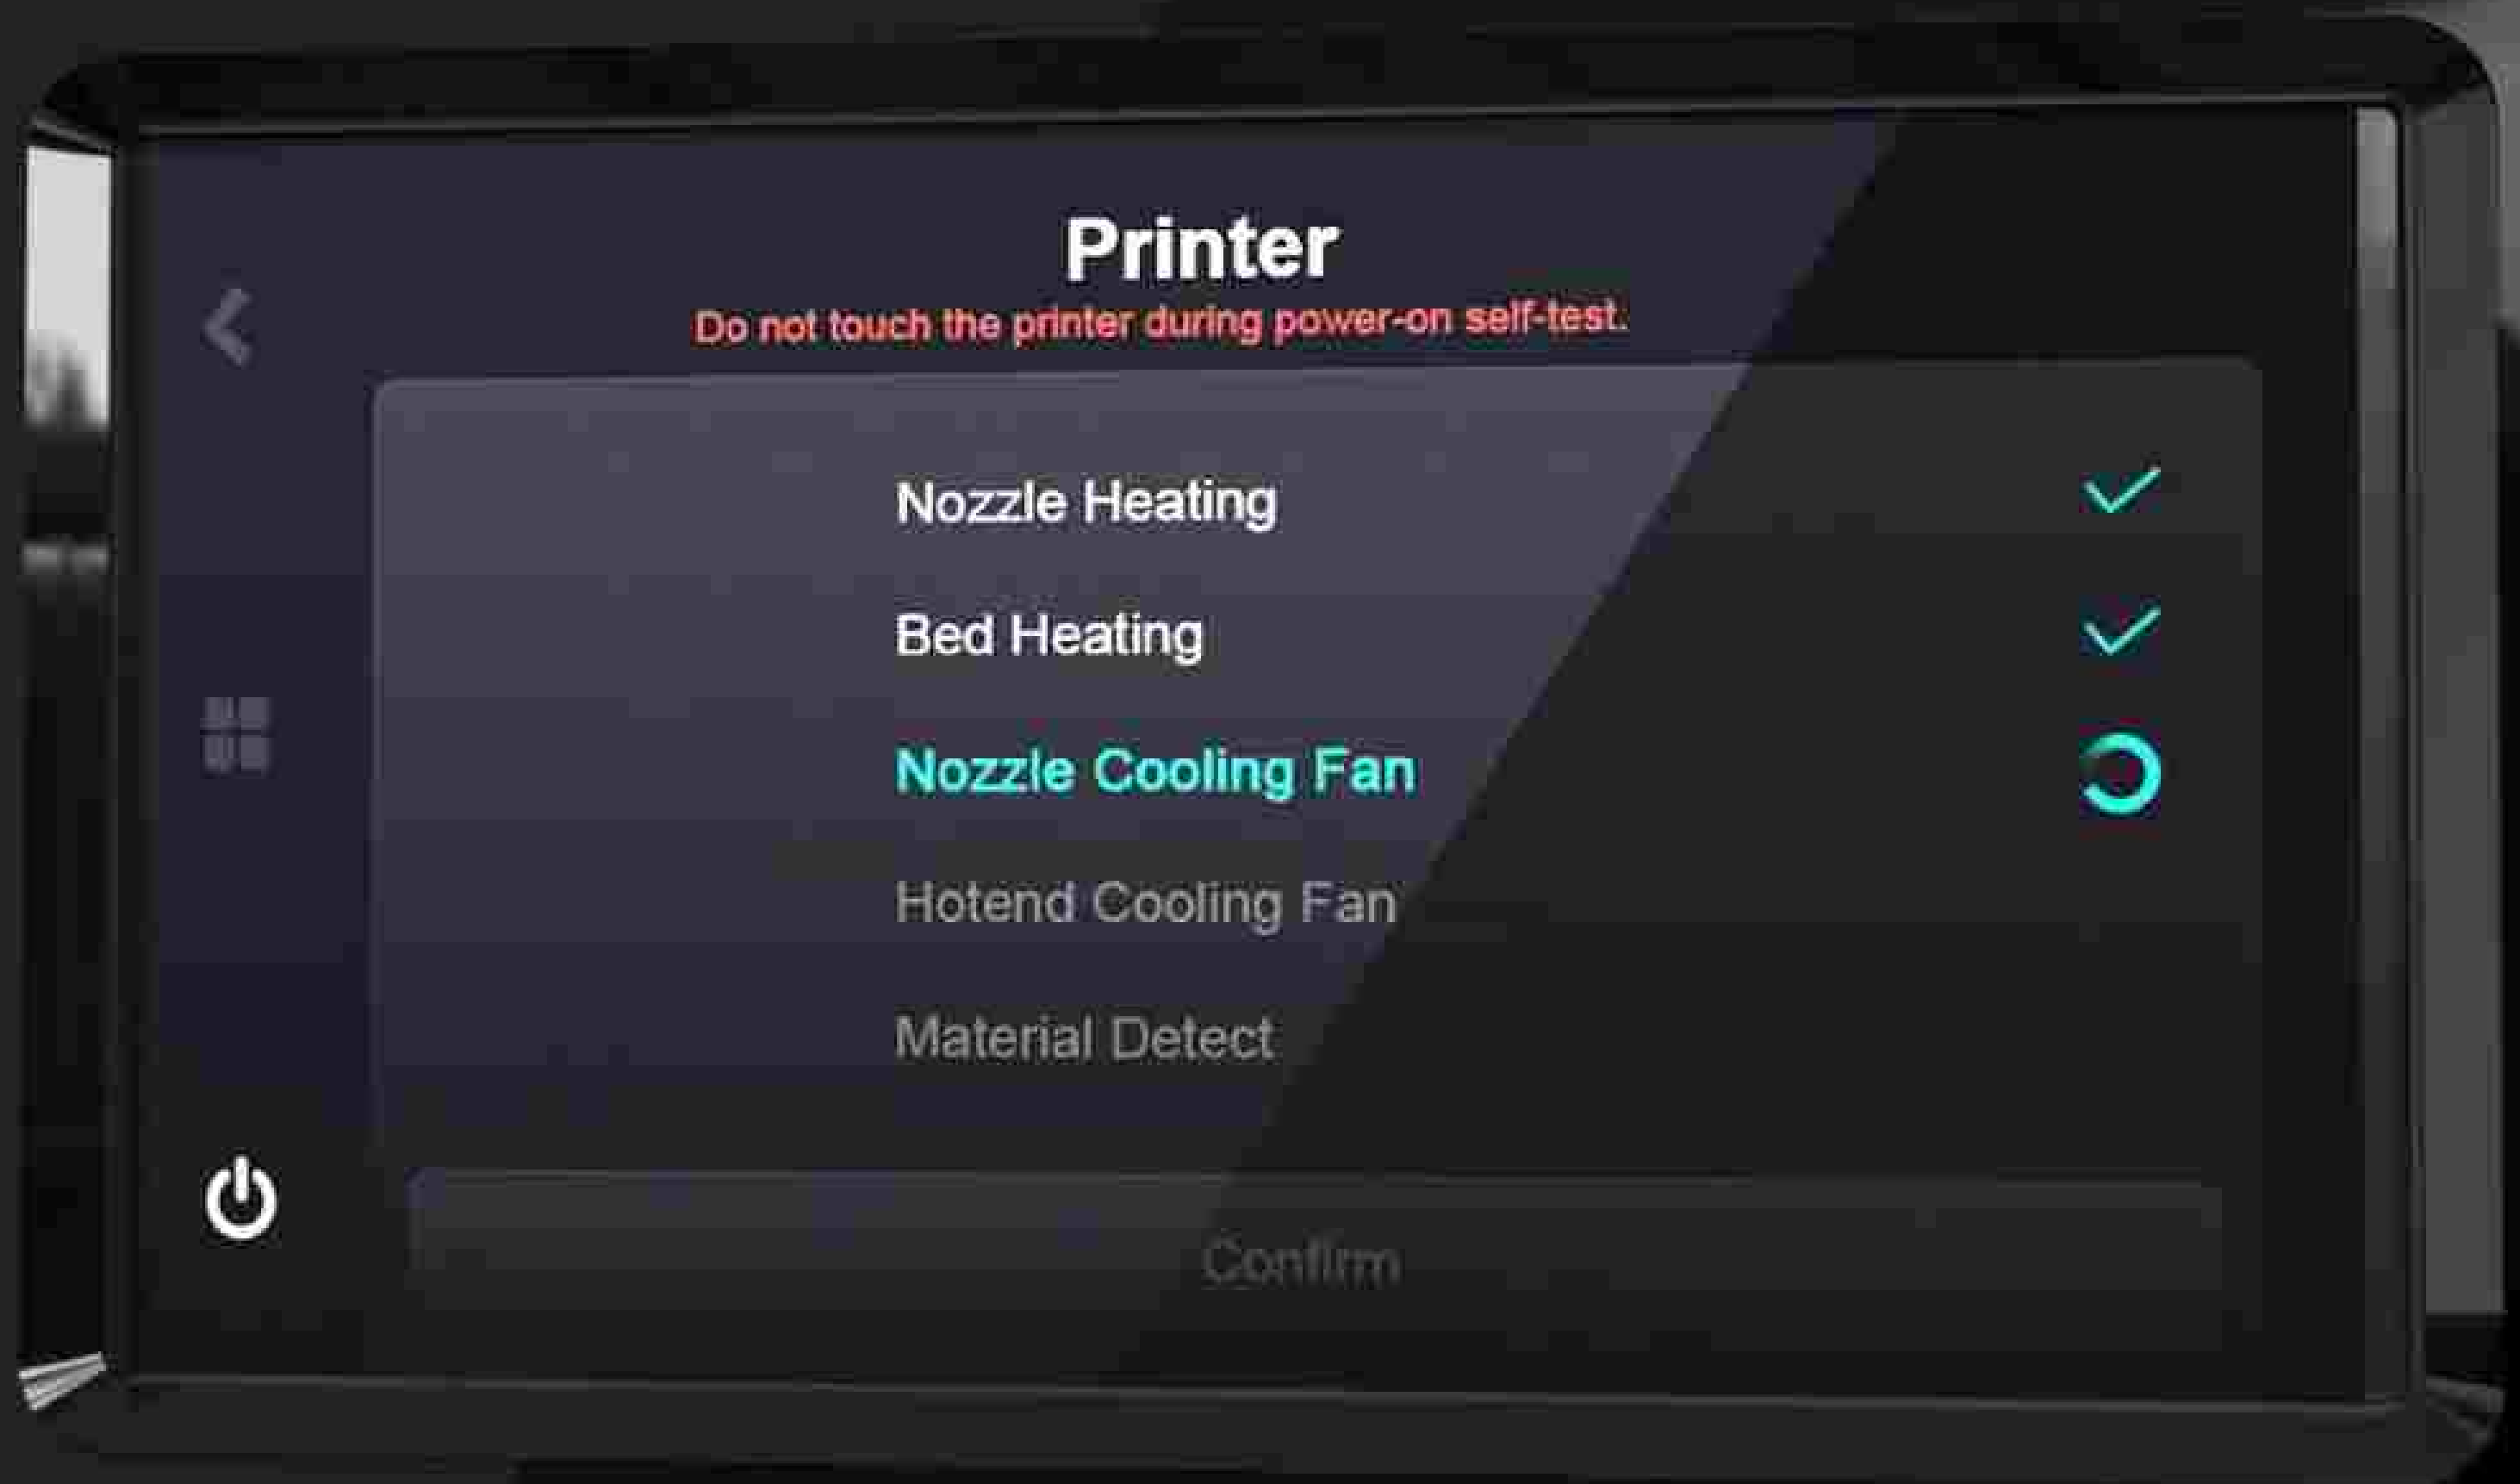 Printer
Do not touch the printer during power-on self-test.
Nozzle Heating
Bed Heating
Nozzle Cooling Fan
Hotend Cooling Fan
Material Detect
Confirm